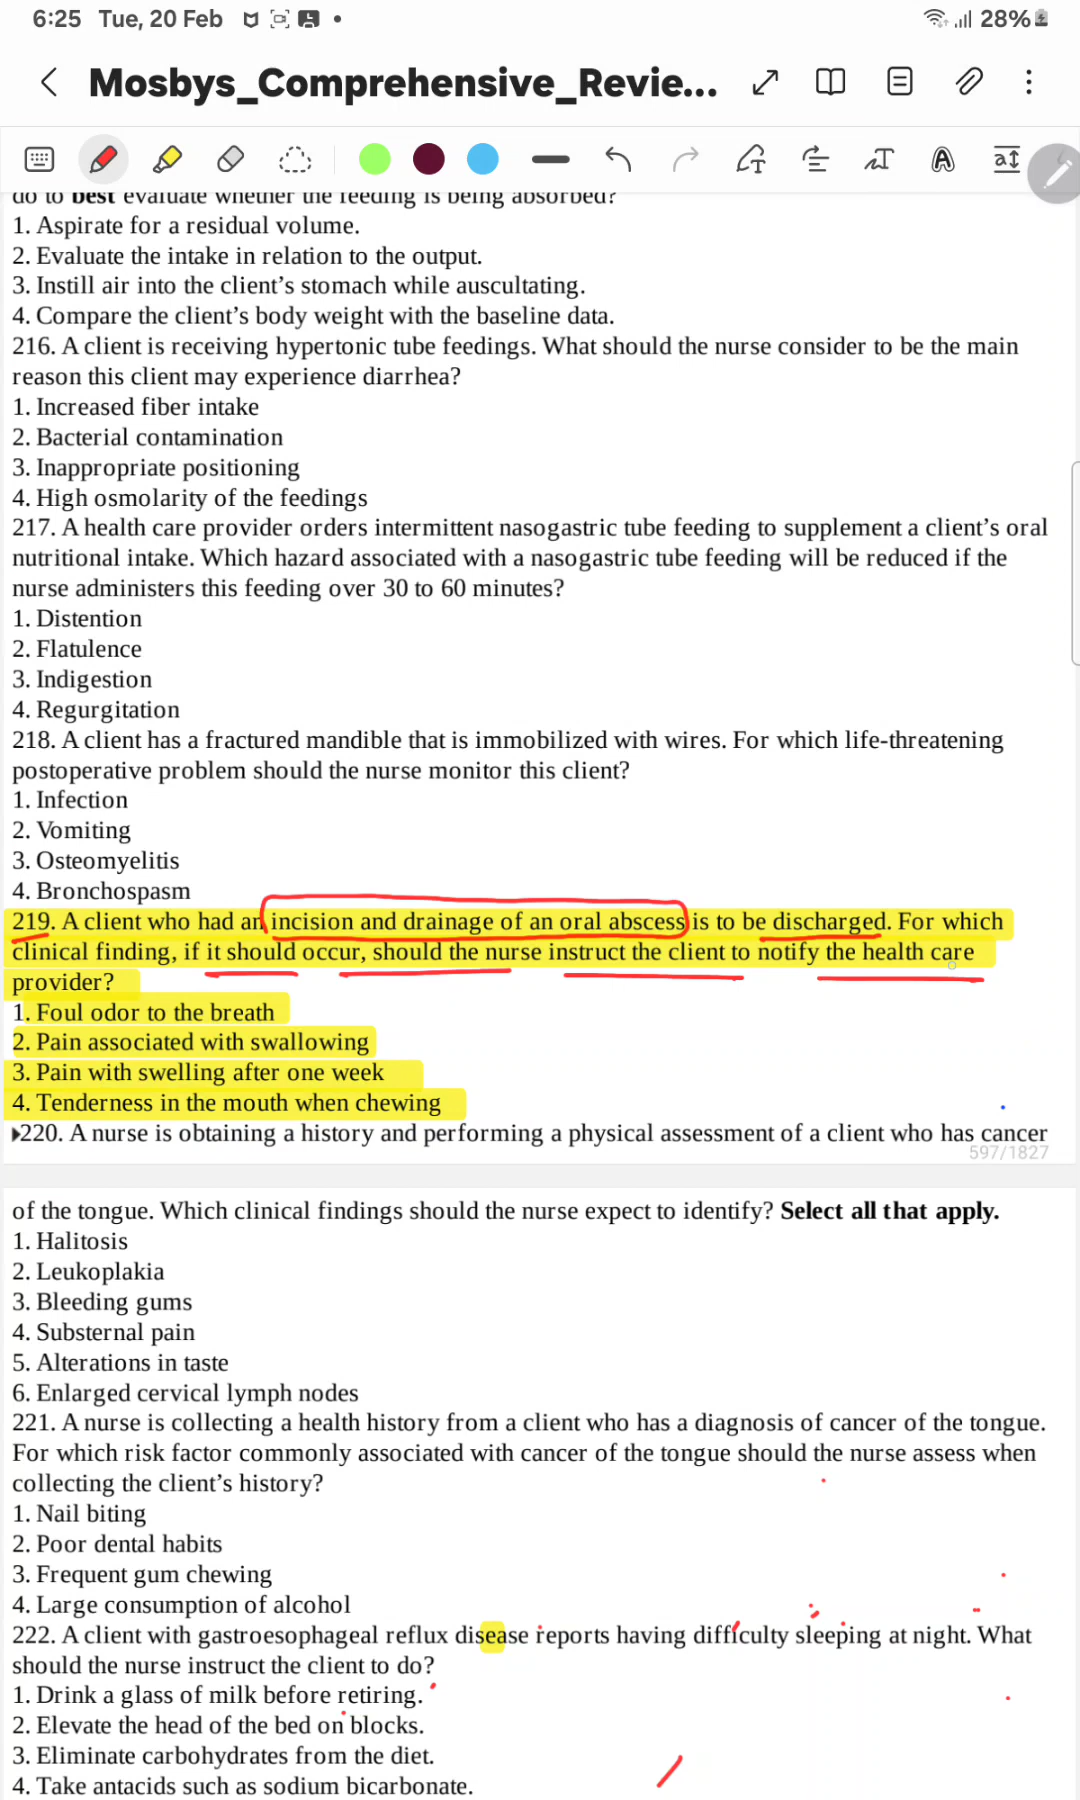 6:25 Tue, 20 Feb
28%
Mosbys_Comprehensive_Revie...
do to best evaluate whether the feeding is being absorbed?
1. Aspirate for a residual volume.
2. Evaluate the intake in relation to the output.
3. Instill air into the client’s stomach while auscultating.
4. Compare the client’s body weight with the baseline data.
216. A client is receiving hypertonic tube feedings. What should the nurse consider to be the main
reason this client may experience diarrhea?
1. Increased fiber intake
2. Bacterial contamination
3. Inappropriate positioning
4. High osmolarity of the feedings
217. A health care provider orders intermittent nasogastric tube feeding to supplement a client’s oral
nutritional intake. Which hazard associated with a nasogastric tube feeding will be reduced if the
nurse administers this feeding over 30 to 60 minutes?
1. Distention
2. Flatulence
3. Indigestion
4. Regurgitation
218. A client has a fractured mandible that is immobilized with wires. For which life-threatening
postoperative problem should the nurse monitor this client?
1. Infection
2. Vomiting
3. Osteomyelitis
4. Bronchospasm
219. A client who had an incision and drainage of an oral abscess is to be discharged. For which
clinical finding, if it should occur, should the nurse instruct the client to notify the health care
provider?
1. Foul odor to the breath
2. Pain associated with swallowing
3. Pain with swelling after one week
4. Tenderness in the mouth when chewing
220. A nurse is obtaining a history and performing a physical assessment of a client who has cancer
597/1827
of the tongue. Which clinical findings should the nurse expect to identify? Select all that apply.
1. Halitosis
2. Leukoplakia
3. Bleeding gums
4. Substernal pain
5. Alterations in taste
6. Enlarged cervical lymph nodes
221. A nurse is collecting a health history from a client who has a diagnosis of cancer of the tongue.
For which risk factor commonly associated with cancer of the tongue should the nurse assess when
collecting the client’s history?
1. Nail biting
2. Poor dental habits
3. Frequent gum chewing
4. Large consumption of alcohol
222. A client with gastroesophageal reflux disease reports having difficulty sleeping at night. What
should the nurse instruct the client to do?
1. Drink a glass of milk before retiring.
2. Elevate the head of the bed on blocks.
3. Eliminate carbohydrates from the diet.
4. Take antacids such as sodium bicarbonate.